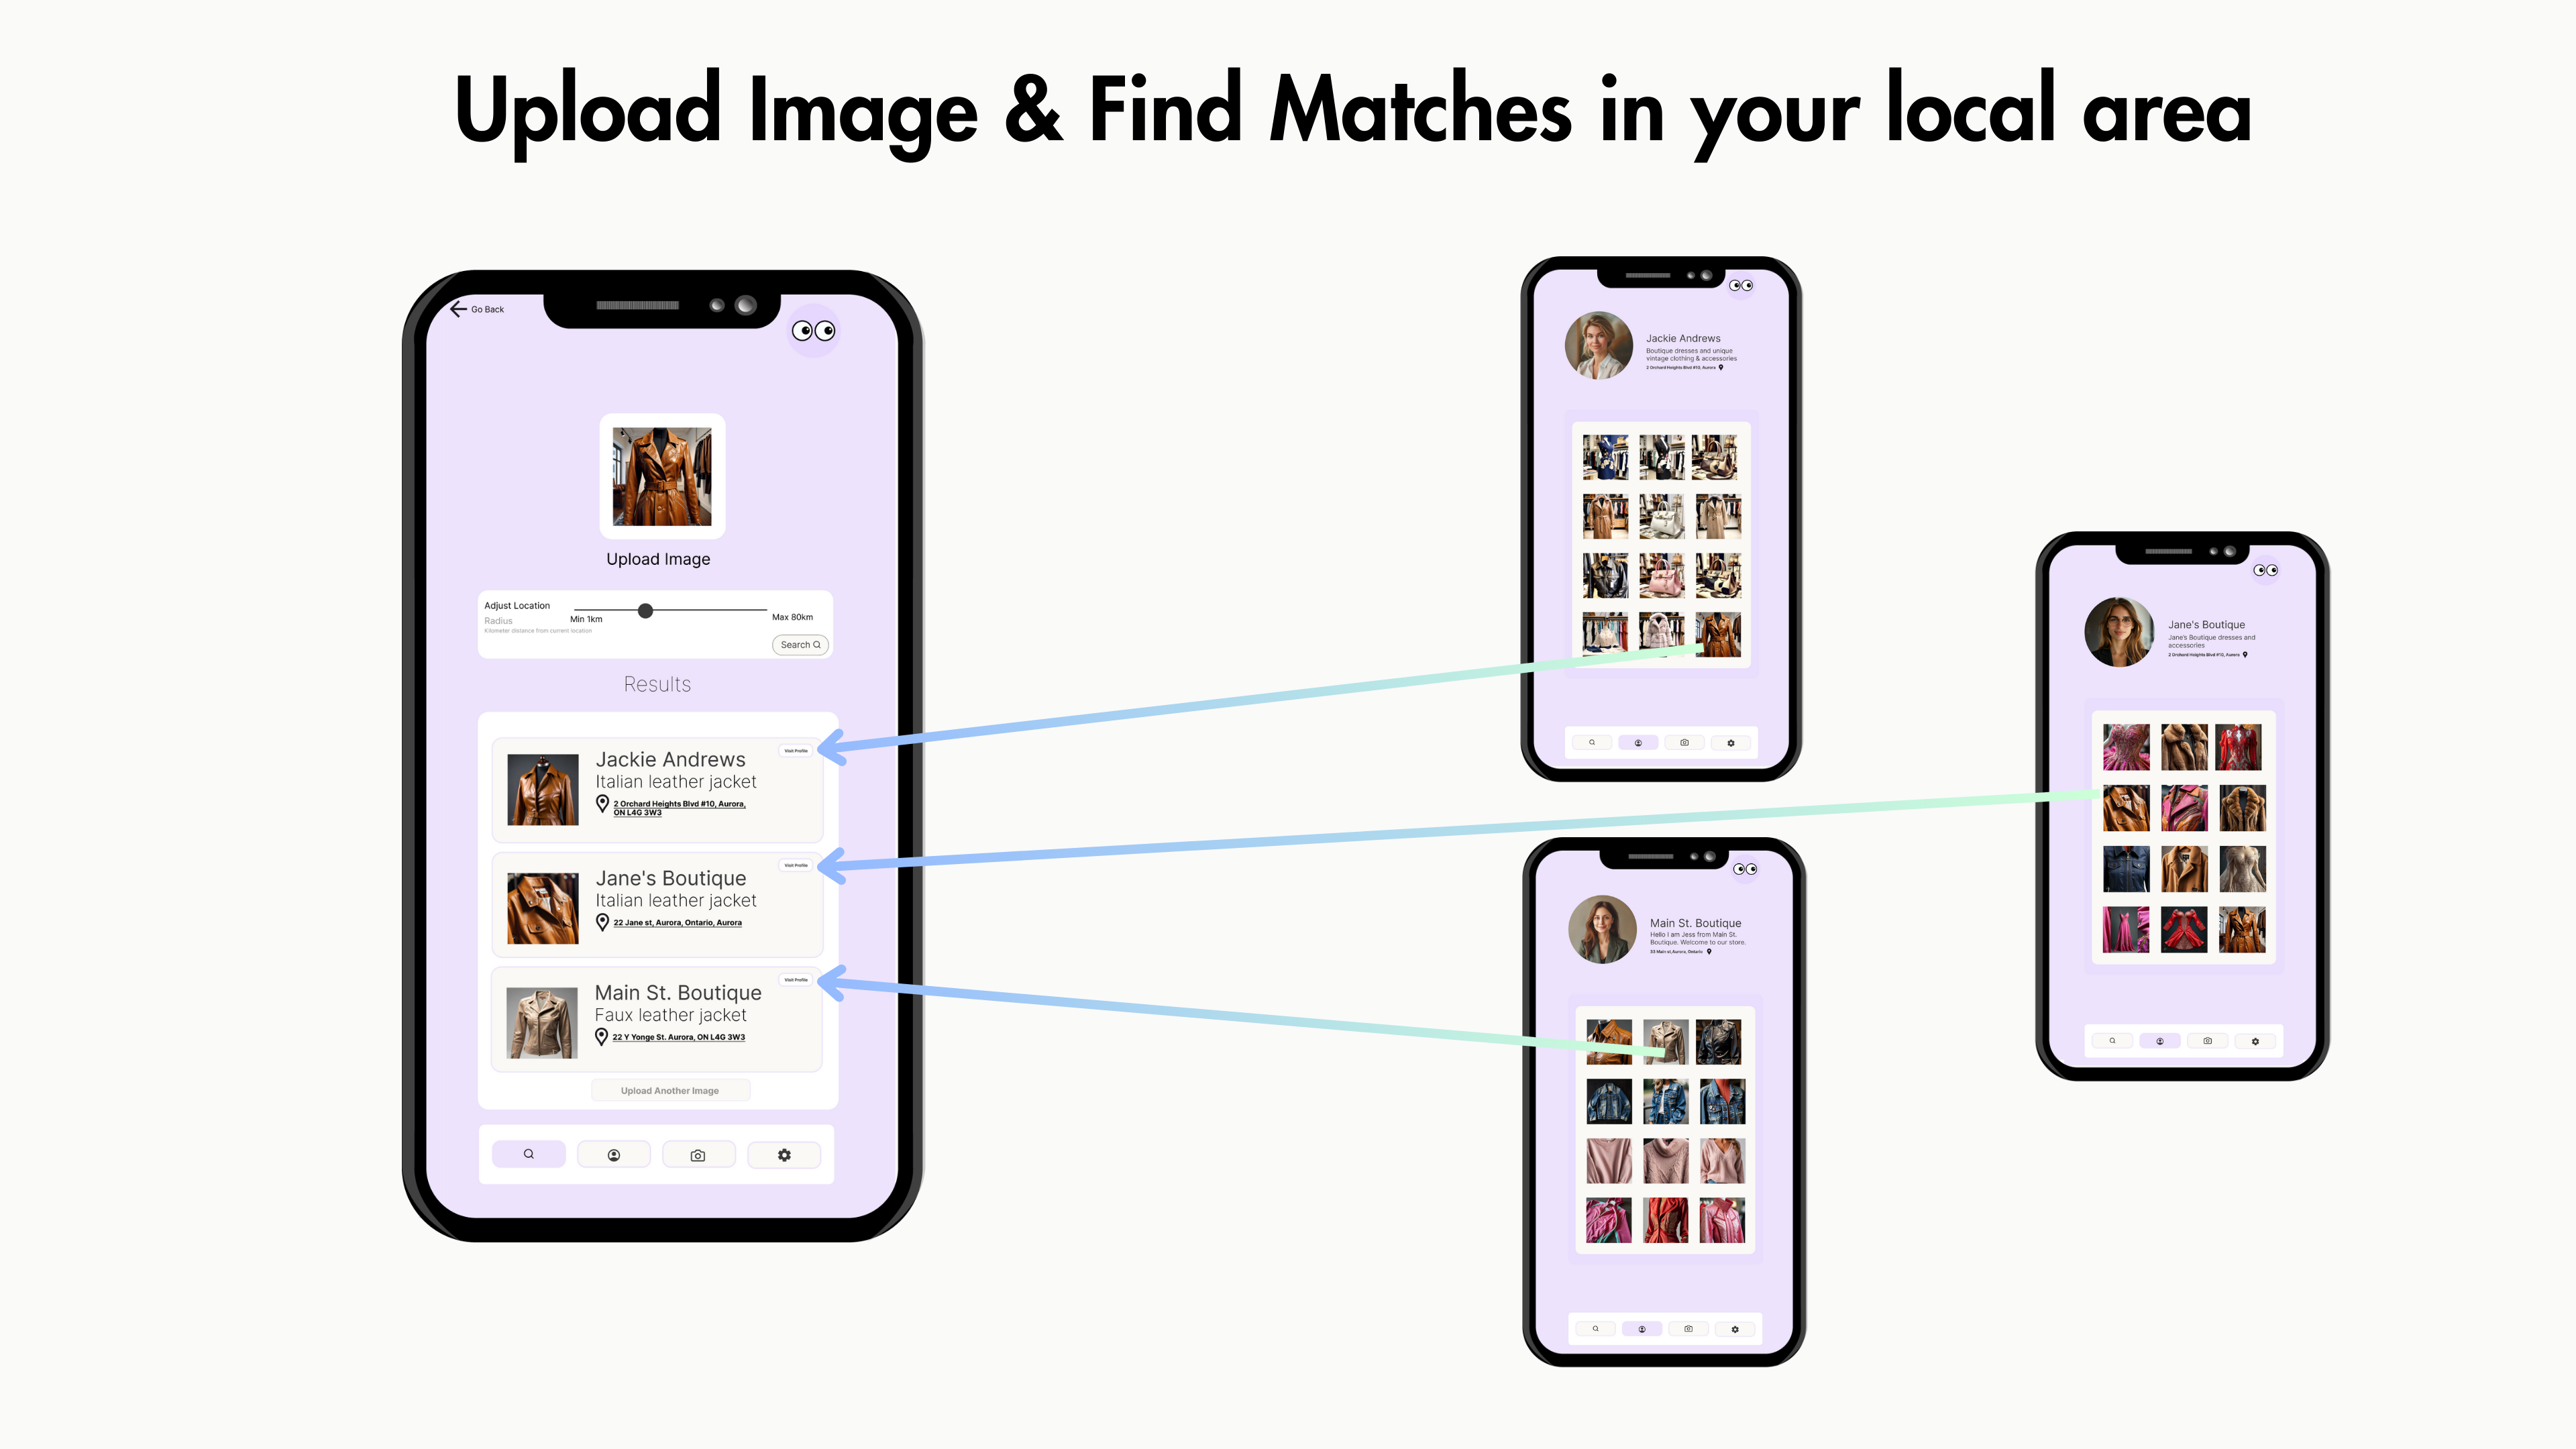 Upload Image & Find Matches in your local area
Go Back
Upload Image
Adjust Location
Radius
Kilometer distance from current location
Min 1km
Max 80km
Search
Results
Visit Profile
Jackie Andrews
Italian leather jacket
2 Orchard Heights Blvd #10, Aurora,
ON L4G 3W3
Visit Profile
Jane's Boutique
Italian leather jacket
22 Jane st, Aurora, Ontario, Aurora
Visit Profile
Main St. Boutique
Faux leather jacket
22 Y Yonge St. Aurora, ON L4G 3W3
Upload Another Image
Jackie Andrews
Boutique dresses and unique
vintage clothing & accessories
2 Orchard Heights Blvd #10, Aurora
Jane's Boutique
Jane's Boutique dresses and
accessories
2 Orchard Heights Blvd #10, Aurora
Main St. Boutique
Hello I am Jess from Main St.
Boutique. Welcome to our store.
33 Main st, Aurora, Ontario